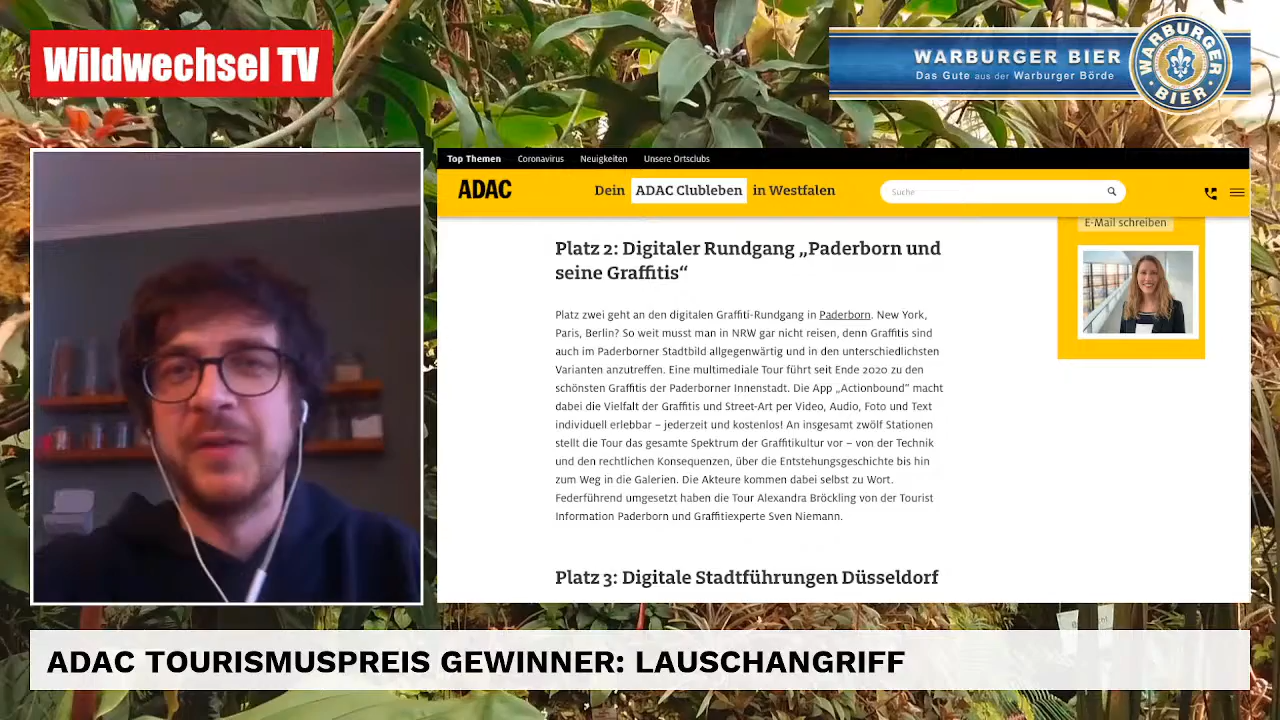 Wildwechsel TV
WARBURGER BIER
Das Gute aus der Warburger Börde
WARBURGER
BIER
Top Themen Coronavirus Neuigkeiten Unsere Ortsclubs
ADAC
Dein ADAC Clubleben in Westfalen
Suche
E-Mail schreiben
Platz 2: Digitaler Rundgang „Paderborn und
seine Graffitis“
Platz zwei geht an den digitalen Graffiti-Rundgang in Paderborn. New York,
Paris, Berlin? So weit musst man in NRW gar nicht reisen, denn Graffitis sind
auch im Paderborner Stadtbild allgegenwärtig und in den unterschiedlichsten
Varianten anzutreffen. Eine multimediale Tour führt seit Ende 2020 zu den
schönsten Graffitis der Paderborner Innenstadt. Die App „Actionbound” macht
dabei die Vielfalt der Graffitis und Street-Art per Video, Audio, Foto und Text
individuell erlebbar – jederzeit und kostenlos! An insgesamt zwölf Stationen
stellt die Tour das gesamte Spektrum der Graffitikultur vor – von der Technik
und den rechtlichen Konsequenzen, über die Entstehungsgeschichte bis hin
zum Weg in die Galerien. Die Akteure kommen dabei selbst zu Wort.
Federführend umgesetzt haben die Tour Alexandra Bröckling von der Tourist
Information Paderborn und Graffitiexperte Sven Niemann.
Platz 3: Digitale Stadtführungen Düsseldorf
ADAC TOURISMUSPREIS GEWINNER: LAUSCHANGRIFF